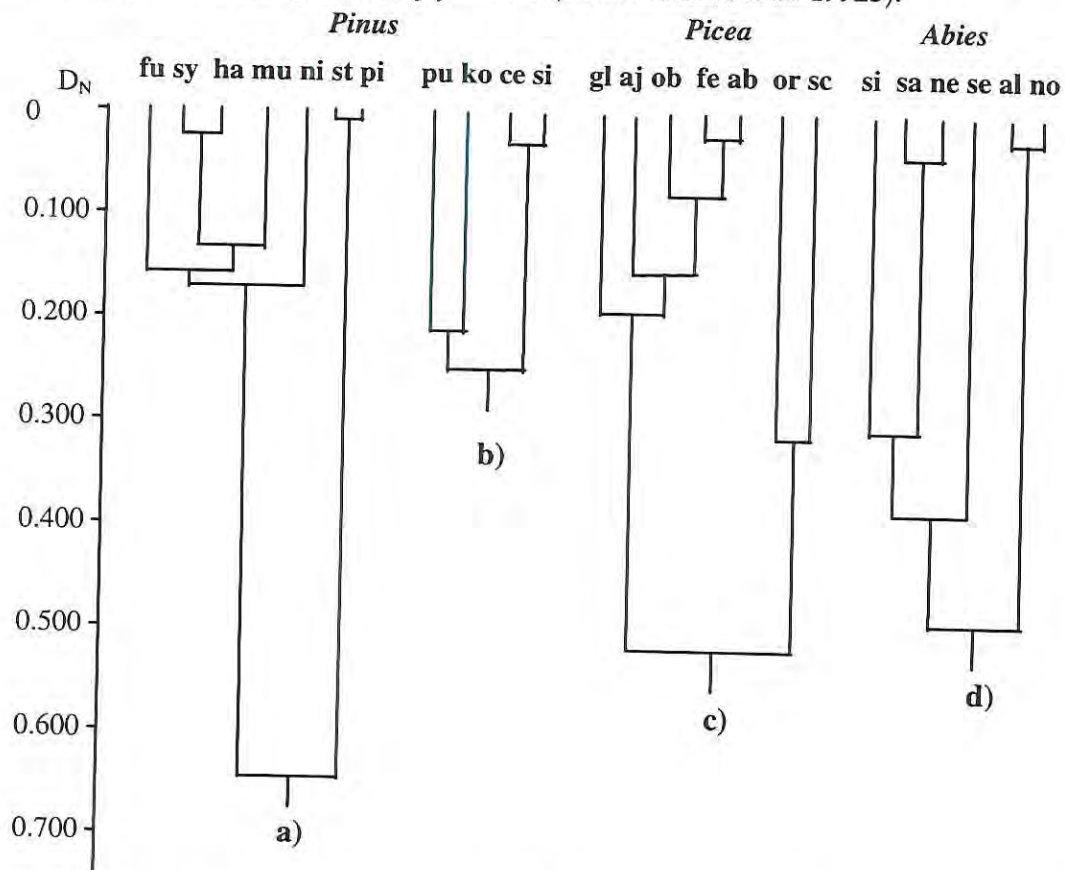 Pinus Picea Abies
fu sy ha mu ni st pi pu ko ce si gl aj ob fe ab or sc si sa ne se al no
D_N
0
0.100
0.200
0.300
b)
0.400
0.500
0.600
d)
c)
0.700
a)